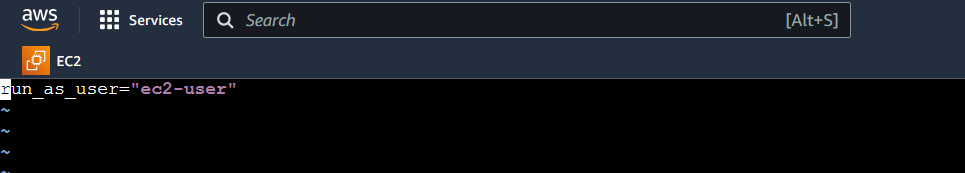 aws Services Search [Alt+S]
EC2
run_as_user="ec2-user"
~
~
~
~